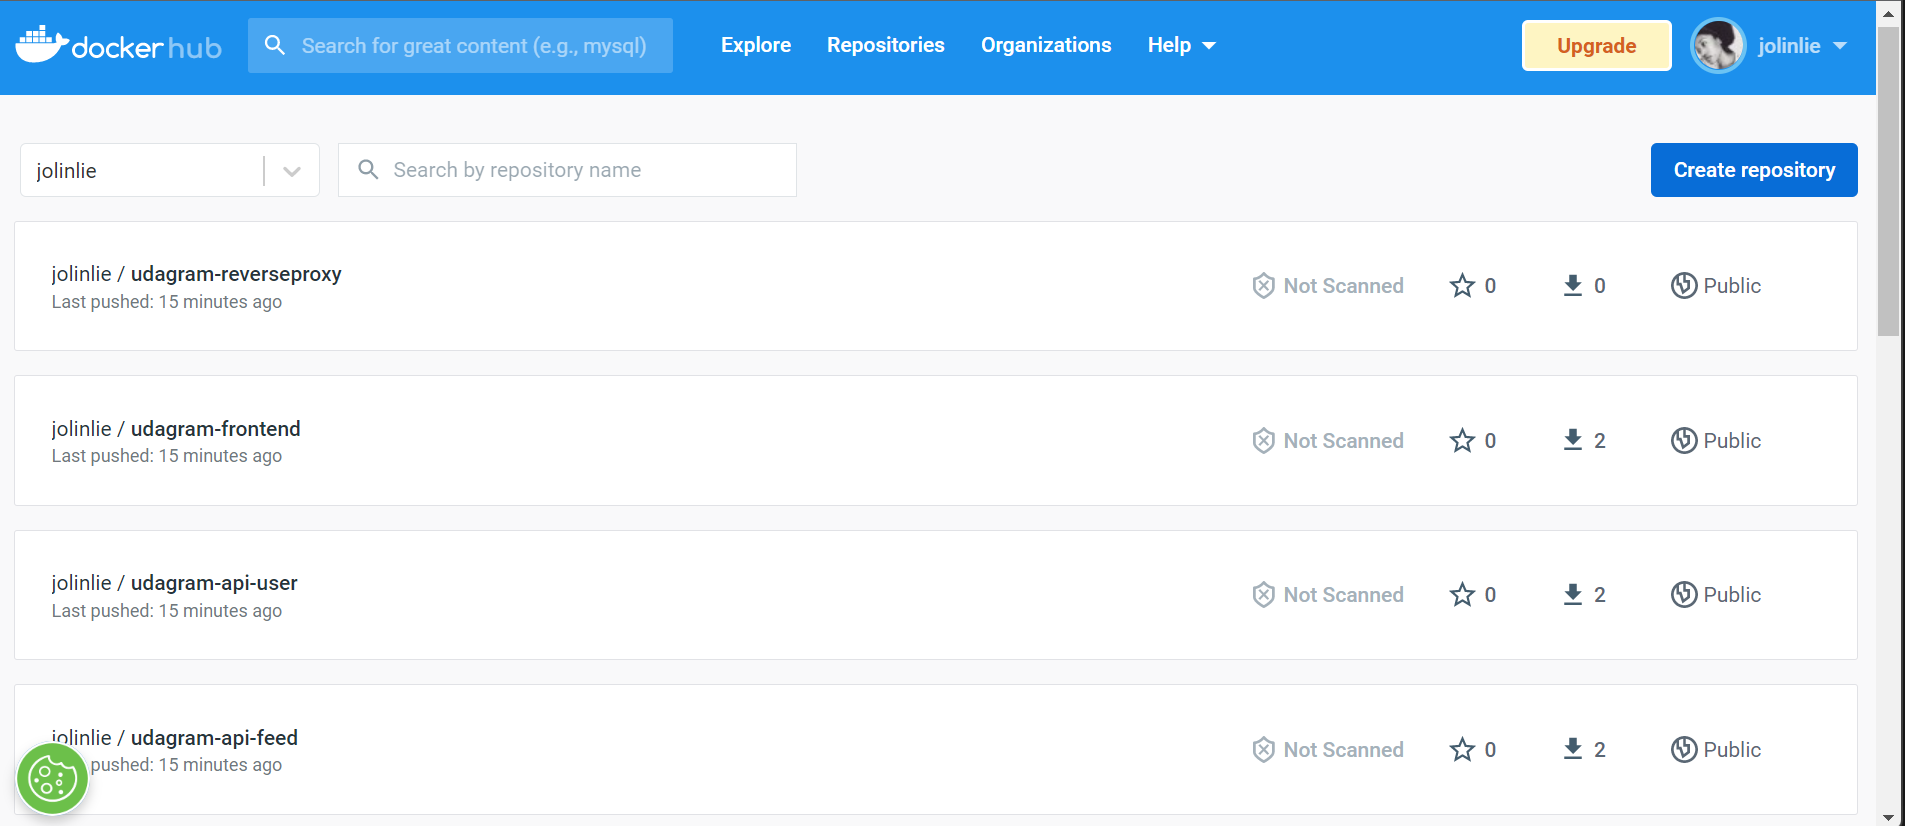 docker hub
Search for great content (e.g., mysql)
Explore
Repositories
Organizations
Help
Upgrade
jolinlie
jolinlie
Search by repository name
Create repository
jolinlie / udagram-reverseproxy
Last pushed: 15 minutes ago
Not Scanned
0
0
Public
jolinlie / udagram-frontend
Last pushed: 15 minutes ago
Not Scanned
0
2
Public
jolinlie / udagram-api-user
Last pushed: 15 minutes ago
Not Scanned
0
2
Public
jolinlie / udagram-api-feed
pushed: 15 minutes ago
Not Scanned
0
2
Public